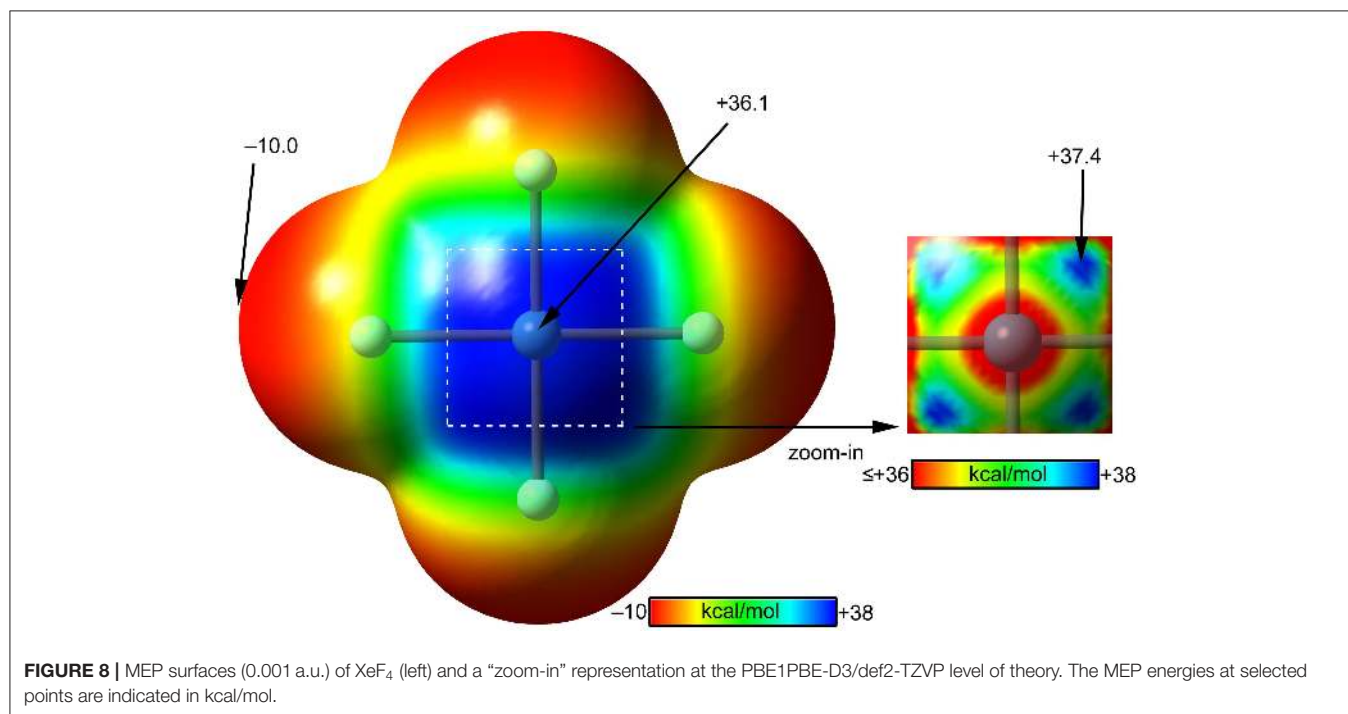 +36.1
–10.0
+37.4
zoom-in
≤+36 kcal/mol +38
–10 kcal/mol +38
FIGURE 8 | MEP surfaces (0.001 a.u.) of XeF₄ (left) and a “zoom-in” representation at the PBE1PBE-D3/def2-TZVP level of theory. The MEP energies at selected
points are indicated in kcal/mol.